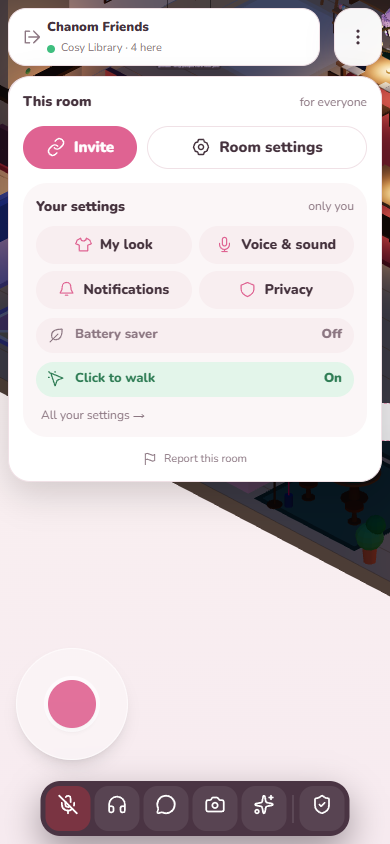 Chanom Friends
Cosy Library · 4 here
This room
for everyone
Invite
Room settings
Your settings
only you
My look
Voice & sound
Notifications
Privacy
Battery saver
Off
Click to walk
On
All your settings →
Report this room